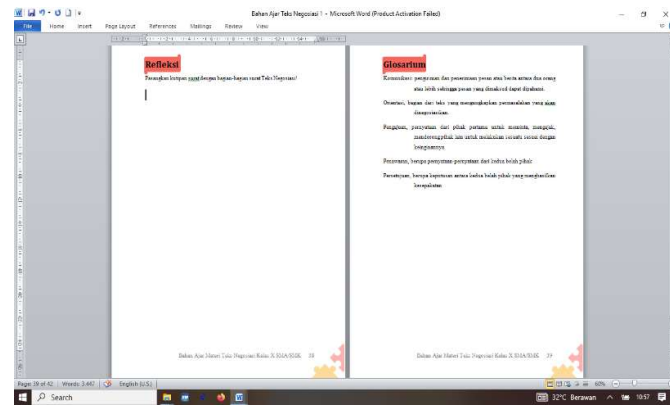 Bahan Ajar Teks Negosiasi 1 - Microsoft Word (Product Activation Failed)
File Home Insert Page Layout References Mailings Review View
Refleksi
Pasangkan kutipan surat dengan bagian-bagian surat Teks Negosiasi!
Bahan Ajar Materi Teks Negosiasi Kelas X SMA/SMK 38
Glosarium
Komunikasi: pengiriman dan penerimaan pesan atau berita antara dua orang
atau lebih sehingga pesan yang dimaksud dapat dipahami.
Orientasi, bagian dari teks yang mengungkapkan permasalahan yang akan
dinegosiasikan.
Pengajuan, pernyataan dari pihak pertama untuk meminta, mengajak,
mendorong pihak lain untuk melakukan sesuatu sesuai dengan
keinginannya.
Penawaran, berupa pernyataan-pernyataan dari kedua belah pihak.
Persetujuan, berupa keputusan antara kedua belah pihak yang menghasilkan
kesepakatan.
Bahan Ajar Materi Teks Negosiasi Kelas X SMA/SMK 39
Page: 39 of 42 Words: 3.447 English (U.S.) 60%
Search 32°C Berawan 10:57